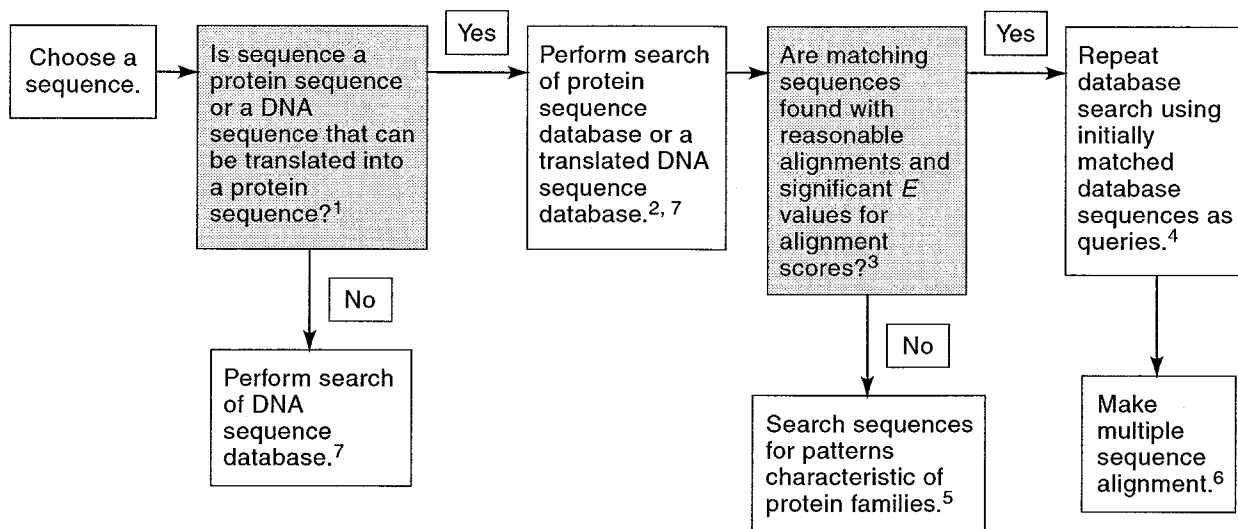 Choose a
sequence.
Is sequence a
protein sequence
or a DNA
sequence that can
be translated into
a protein
sequence?1
Yes
Perform search
of protein
sequence
database or a
translated DNA
sequence
database.2, 7
Are matching
sequences
found with
reasonable
alignments and
significant E
values for
alignment
scores?3
Yes
Repeat
database
search using
initially
matched
database
sequences as
queries.4
No
Perform search
of DNA
sequence
database.7
No
Search sequences
for patterns
characteristic of
protein families.5
Make
multiple
sequence
alignment.6